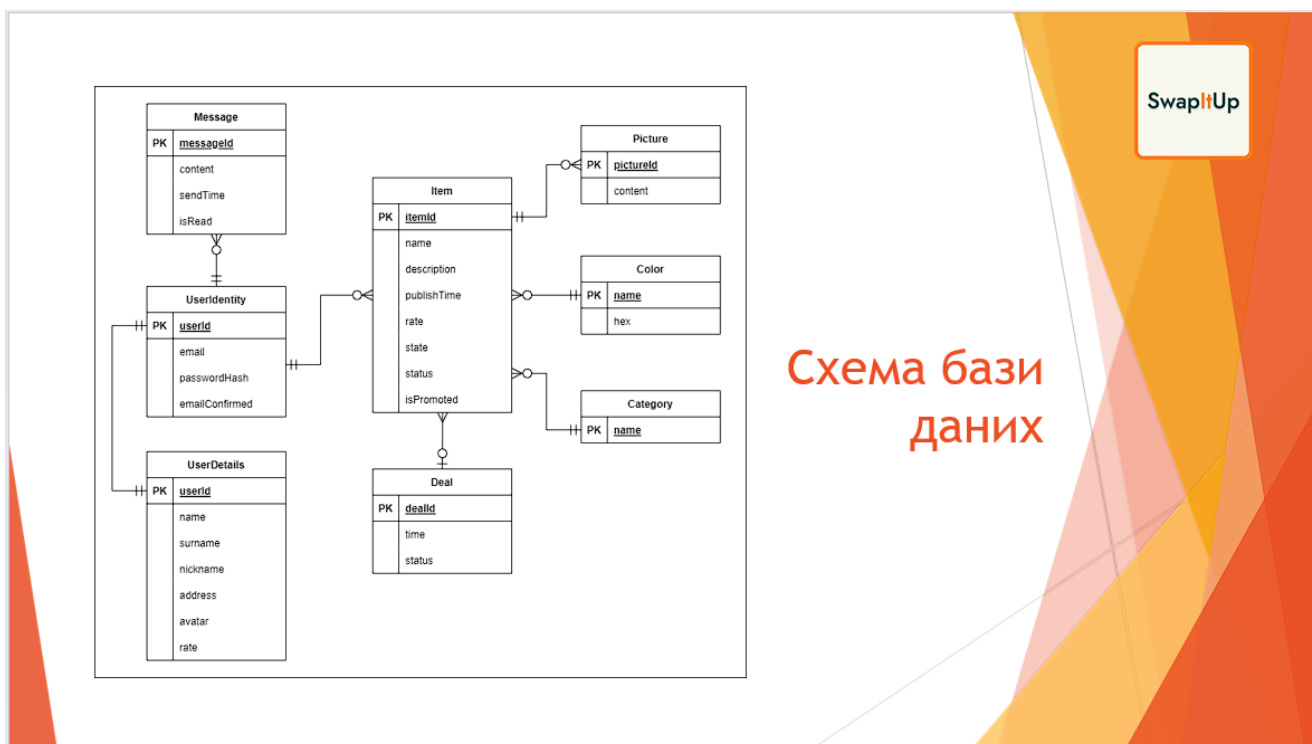 SwapItUp
Message
PK messageId
content
sendTime
isRead
UserIdentity
PK userId
email
passwordHash
emailConfirmed
UserDetails
PK userId
name
surname
nickname
address
avatar
rate
Item
PK itemId
name
description
publishTime
rate
state
status
isPromoted
Deal
PK dealId
time
status
Picture
PK pictureId
content
Color
PK name
hex
Category
PK name
Схема бази
даних